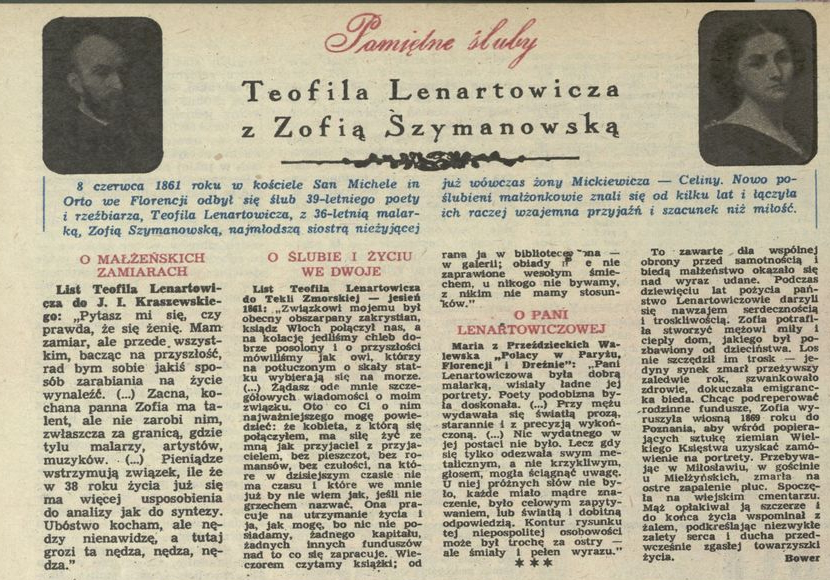 Pamiętne śluby
Teofila Lenartowicza
z Zofią Szymanowską
8 czerwca 1861 roku w kościele San Michele in
Orto we Florencji odbył się ślub 39-letniego poety
i rzeźbiarza, Teofila Lenartowicza, z 36-letnią malar-
ką, Zofią Szymanowską, najmłodszą siostrą nieżyjącej
już wówczas żony Mickiewicza — Celiny. Nowo po-
ślubieni małżonkowie znali się od kilku lat i łączyła
ich raczej wzajemna przyjaźń i szacunek niż miłość.
O MAŁŻEŃSKICH
ZAMIARACH
List Teofila Lenartowi-
cza do J. I. Kraszewskie-
go: „Pytasz mi się, czy
prawda, że się żenię. Mam
zamiar, ale przede wszyst-
kim, bacząc na przyszłość,
rad bym sobie jakiś spo-
sób zarabiania na życie
wynaleźć. (...) Zacna, ko-
chana panna Zofia ma ta-
lent, ale nie zarobi nim,
zwłaszcza za granicą, gdzie
tylu malarzy, artystów,
muzyków. (...) Pieniądze
wstrzymują związek, ile że
w 38 roku życia już się
ma więcej usposobienia
do analizy jak do syntezy.
Ubóstwo kocham, ale nę-
dzy nienawidzę, a tutaj
grozi ta nędza, nędza, nę-
dza."
O ŚLUBIE I ŻYCIU
WE DWOJE
List Teofila Lenartowicza
do Tekli Zmorskiej — jesień
1861: „Związkowi mojemu był
obecny obszarpany zakrystian,
ksiądz Włoch połączył nas, a
na kolację jedliśmy chleb do-
brze posolony i o przyszłości
mówiliśmy jak owi, którzy
na potłuczonym o skały stat-
ku wybierają się na morze.
(...) Żądasz ode mnie szcze-
gółowych wiadomości o moim
związku. Oto co Ci o nim
najważniejszego mogę powie-
dzieć: że kobieta, z którą się
połączyłem, ma siłę żyć ze
mną jak przyjaciel z przyja-
cielem, bez pieszczot, bez ro-
mansów, bez czułości, na któ-
re w dzisiejszym czasie nie
ma czasu i które we mnie
już by nie wiem jak, jeśli nie
grzechem nazwać. Ona pra-
cuje na utrzymanie życia i
ja, jak mogę, bo nic nie po-
siadamy, żadnego kapitału,
żadnych innych funduszów
nad to co się zapracuje. Wie-
czorem czytamy książki; od
rana ja w bibliotece na —
w galerii; obiady nie
zaprawione wesołym śmie-
chem, u nikogo nie bywamy,
z nikim nie mamy stosun-
ków."
O PANI
LENARTOWICZOWEJ
Maria z Przeździeckich Wa-
lewska „Polacy w Paryżu,
Florencji i Dreźnie": „Pani
Lenartowiczowa była dobrą
malarką, wisiały ładne jej
portrety. Poety podobizna by-
ła doskonała. (...) Przy mężu
wydawała się światłą prozą,
starannie i z precyzją wykoń-
czoną. (...) Nic wydatnego w
jej postaci nie było. Lecz gdy
się tylko odezwała swym me-
talicznym, a nie krzykliwym,
głosem, mogła ściągnąć uwagę.
U niej próżnych słów nie by-
ło, każde miało mądre zna-
czenie, było celowym zapyty-
waniem, lub światłą i dobitną
odpowiedzią. Kontur rysunku
tej niepospolitej osobowości
może był trochę za ostry —
ale śmiały i pełen wyrazu."
***
To zawarte dla wspólnej
obrony przed samotnością i
biedą małżeństwo okazało się
nad wyraz udane. Podczas
dziewięciu lat pożycia pań-
stwo Lenartowiczowie darzyli
się nawzajem serdecznością
i troskliwością. Zofia potrafi-
ła stworzyć mężowi miły i
ciepły dom, jakiego był po-
zbawiony od dzieciństwa. Los
nie szczędził im trosk — je-
dyny synek zmarł przeżywszy
zaledwie rok, szwankowało
zdrowie, dokuczała emigranc-
ka bieda. Chcąc podreperować
rodzinne fundusze, Zofia wy-
ruszyła wiosną 1869 roku do
Poznania, aby wśród popiera-
jących sztukę ziemian Wiel-
kiego Księstwa uzyskać zamó-
wienie na portrety. Przebywa-
jąc w Miłosławiu, w gościnie
u Mielżyńskich, zmarła na
ostre zapalenie płuc. Spoczę-
ła na wiejskim cmentarzu.
Mąż opłakiwał ją szczerze i
do końca życia wspominał z
żalem, podkreślając niezwykłe
zalety serca i ducha przed-
wcześnie zgasłej towarzyszki
życia.
Bower